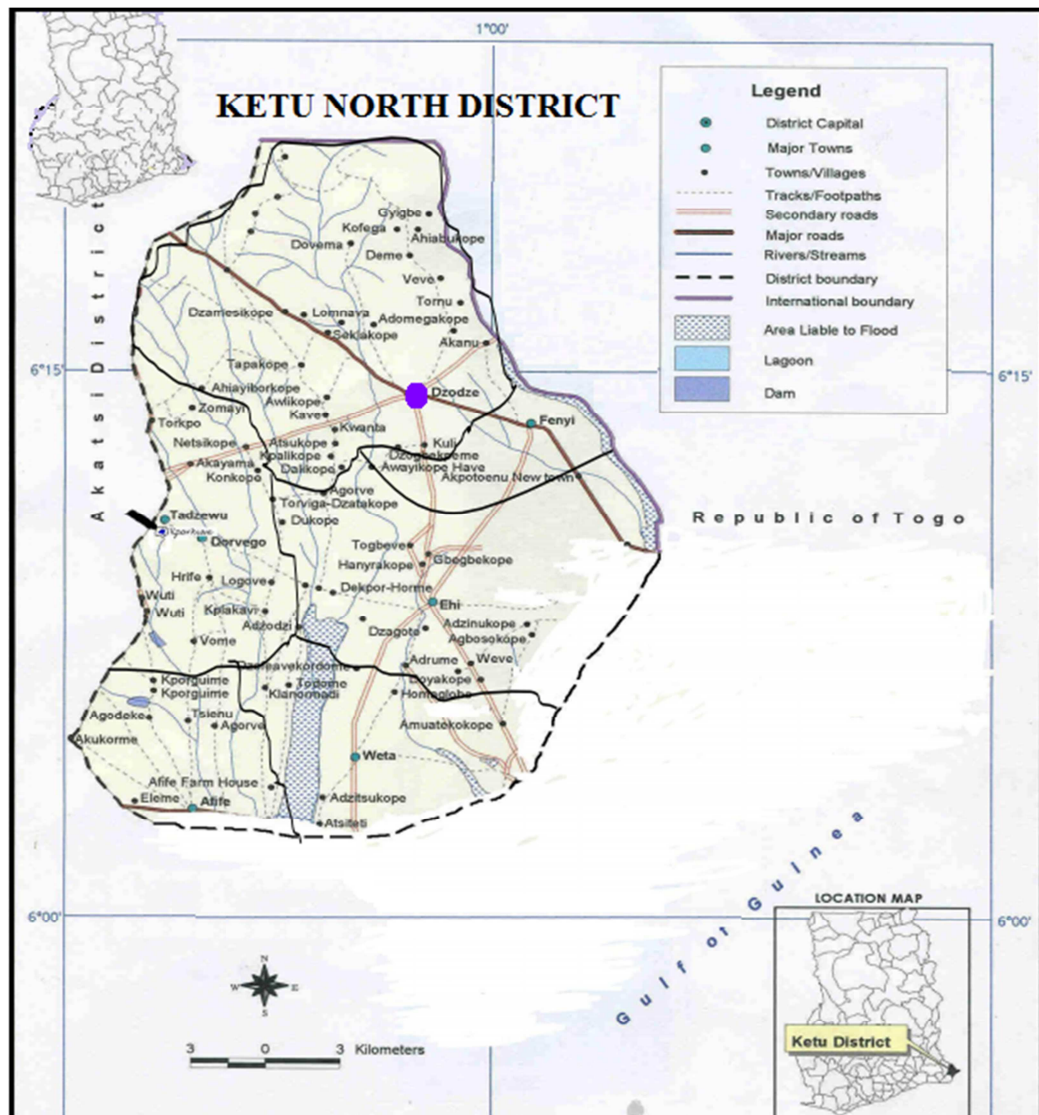 1°00'
KETU NORTH DISTRICT
Legend
District Capital
Major Towns
Towns/Villages
Tracks/Footpaths
Secondary roads
Major roads
Rivers/Streams
District boundary
International boundary
Area Liable to Flood
Lagoon
Dam
Akatsi District
Gyigbe
Kofega
Ahiabukope
Dovema
Deme
Veve
Tornu
Dzamesikope
Lomnava
Adomegakope
Seklakope
Akanu
6°15'
6°15'
Tapakope
Ahiayiborkope
Dzodze
Awlikope
Zomayi
Kave
Torkpo
Fenyi
Kwanta
Netsikope
Atsukope
Kuli
Kpalikope
Dzogbekpeme
Akayama
Dalikope
Awayikope Have
Konkope
Akpotoenu New town
Agorve
Torviga-Dzatakope
Tadzewu
Dukope
Republic of Togo
Dorvego
Togbeve
Gbegbekope
Hanyrakope
Hrife
Logove
Dekpor-Horme
Wuti
Wuti
Kplakavi
Ehi
Adzodzi
Adzinukope
Dzagote
Agbosokope
Vome
Adrume
Weve
Kporguime
Doyakope
Kporguime
Todome
Klanormadi
Agodeke
Tsienu
Agorve
Amuatekokope
Akukorme
Weta
Afife Farm House
Eleme
Afife
Adzitsukope
Atsiteti
Gulf of Guinea
LOCATION MAP
6°00'
6°00'
N
W
E
S
Ketu District
3
0
3
Kilometers